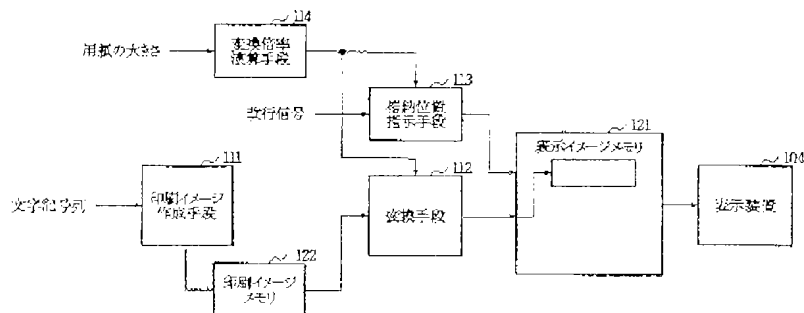 114
用紙の大きさ
変換倍率
演算手段
113
改行信号
格納位置
指示手段
121
表示イメージメモリ
111
112
104
文字記号列
印刷イメージ
作成手段
変換手段
表示装置
122
印刷イメージ
メモリ